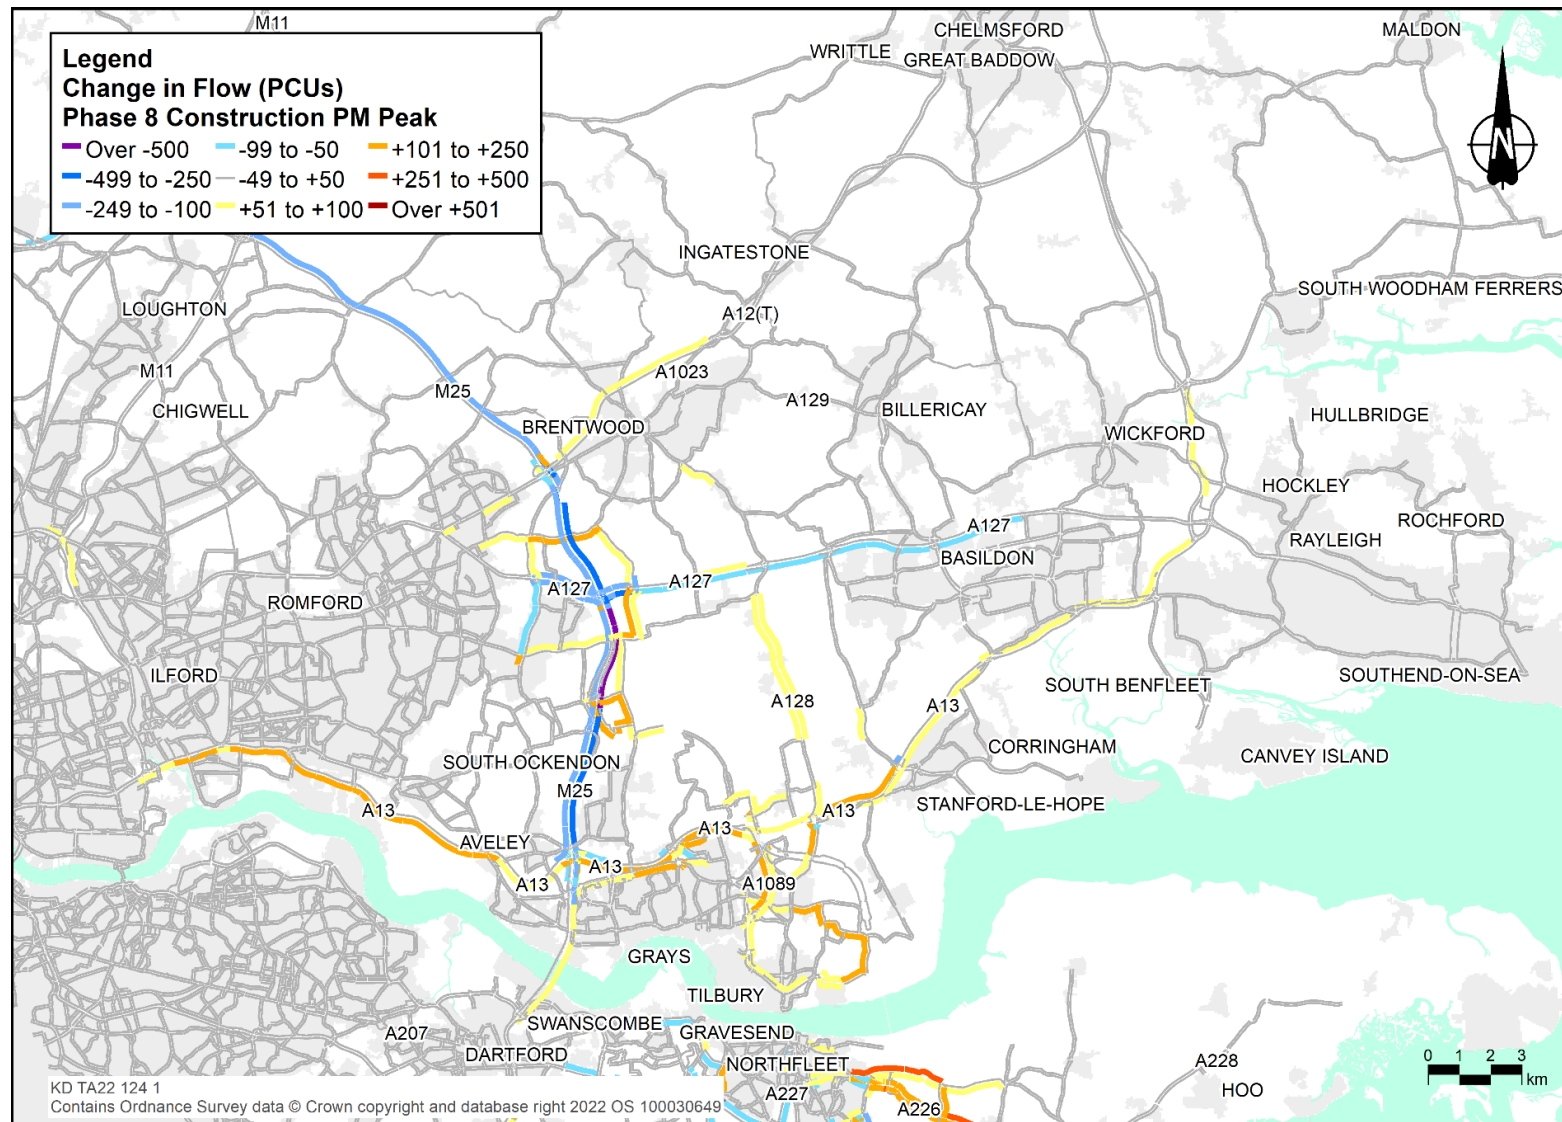 M11
CHELMSFORD
MALDON
WRITTLE
GREAT BADDOW
Legend
Change in Flow (PCUs)
Phase 8 Construction PM Peak
Over -500 -99 to -50 +101 to +250
-499 to -250 -49 to +50 +251 to +500
-249 to -100 +51 to +100 Over +501
N
INGATESTONE
SOUTH WOODHAM FERRERS
LOUGHTON
A12(T)
M11
A1023
M25
A129
CHIGWELL
BILLERICAY
HULLBRIDGE
BRENTWOOD
WICKFORD
HOCKLEY
ROCHFORD
A127
RAYLEIGH
BASILDON
A127
A127
ROMFORD
ILFORD
SOUTHEND-ON-SEA
SOUTH BENFLEET
A128
A13
CORRINGHAM
CANVEY ISLAND
SOUTH OCKENDON
M25
STANFORD-LE-HOPE
A13
A13
A13
AVELEY
A13
A13
A1089
GRAYS
TILBURY
SWANSCOMBE
GRAVESEND
A207
DARTFORD
NORTHFLEET
A228
A227
HOO
A226
0 1 2 3
km
KD TA22 124 1
Contains Ordnance Survey data © Crown copyright and database right 2022 OS 100030649